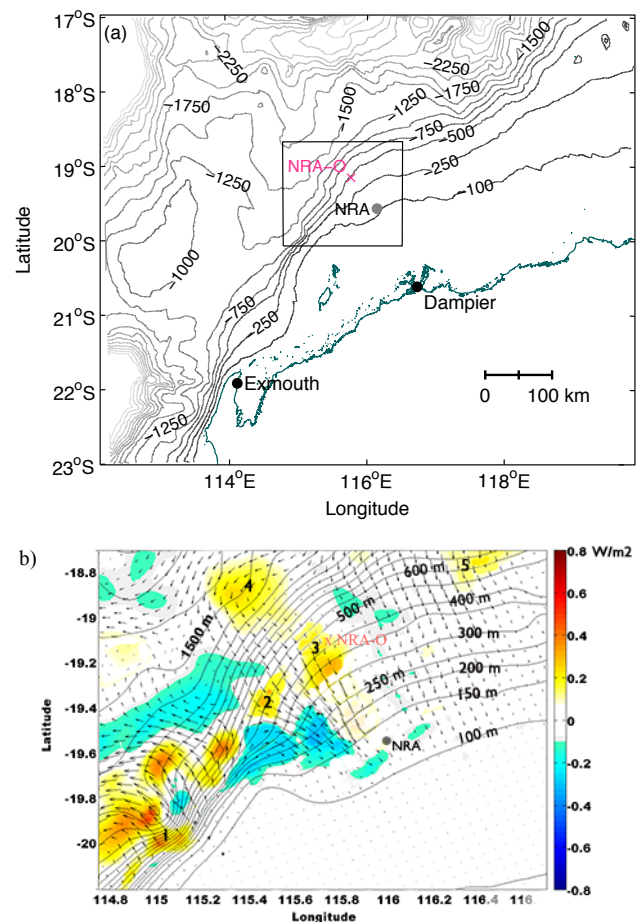 (a)
17°S
18°S
19°S
20°S
21°S
22°S
23°S
Latitude
−2250
−1750
−1500
−1250
−1000
−1500
−2250
−1750
−1250
−750
−500
−250
−100
NRA−O
NRA
−750
−250
−1250
Dampier
Exmouth
0 100 km
114°E 116°E 118°E
Longitude
b)
0.8 W/m2
0.6
0.4
0.2
0
-0.2
-0.4
-0.6
-0.8
-18.7
-18.8
-19
-19.2
-19.4
-19.6
-19.8
-20
Latitude
1500 m
600 m
500 m
400 m
300 m
250 m
200 m
150 m
100 m
5
4
3
x NRA-O
2
NRA
1
114.8 115 115.2 115.4 115.6 115.8 116 116.2 116.4 116.
Longitude